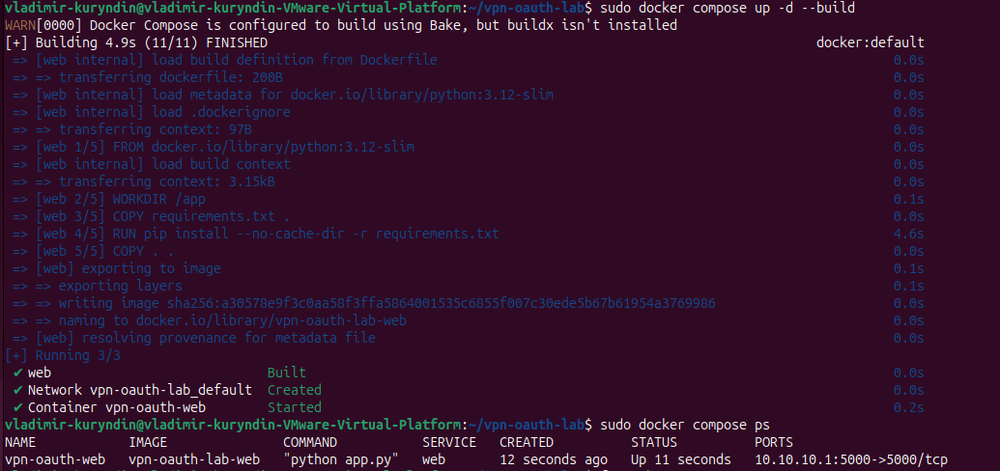 vladimir-kuryndin@vladimir-kuryndin-VMware-Virtual-Platform:~/vpn-oauth-lab$ sudo docker compose up -d --build
WARN[0000] Docker Compose is configured to build using Bake, but buildx isn't installed
[+] Building 4.9s (11/11) FINISHED docker:default
=> [web internal] load build definition from Dockerfile 0.0s
=> => transferring dockerfile: 200B 0.0s
=> [web internal] load metadata for docker.io/library/python:3.12-slim 0.0s
=> [web internal] load .dockerignore 0.0s
=> => transferring context: 97B 0.0s
=> [web 1/5] FROM docker.io/library/python:3.12-slim 0.0s
=> [web internal] load build context 0.0s
=> => transferring context: 3.15kB 0.0s
=> [web 2/5] WORKDIR /app 0.1s
=> [web 3/5] COPY requirements.txt . 0.0s
=> [web 4/5] RUN pip install --no-cache-dir -r requirements.txt 4.6s
=> [web 5/5] COPY . . 0.0s
=> [web] exporting to image 0.1s
=> => exporting layers 0.1s
=> => writing image sha256:a30578e9f3c0aa58f3ffa5864001535c6855f007c30ede5b67b61954a3769986 0.0s
=> => naming to docker.io/library/vpn-oauth-lab-web 0.0s
=> [web] resolving provenance for metadata file 0.0s
[+] Running 3/3
✔ web Built 0.0s
✔ Network vpn-oauth-lab_default Created 0.0s
✔ Container vpn-oauth-web Started 0.2s
vladimir-kuryndin@vladimir-kuryndin-VMware-Virtual-Platform:~/vpn-oauth-lab$ sudo docker compose ps
NAME IMAGE COMMAND SERVICE CREATED STATUS PORTS
vpn-oauth-web vpn-oauth-lab-web "python app.py" web 12 seconds ago Up 11 seconds 10.10.10.1:5000->5000/tcp